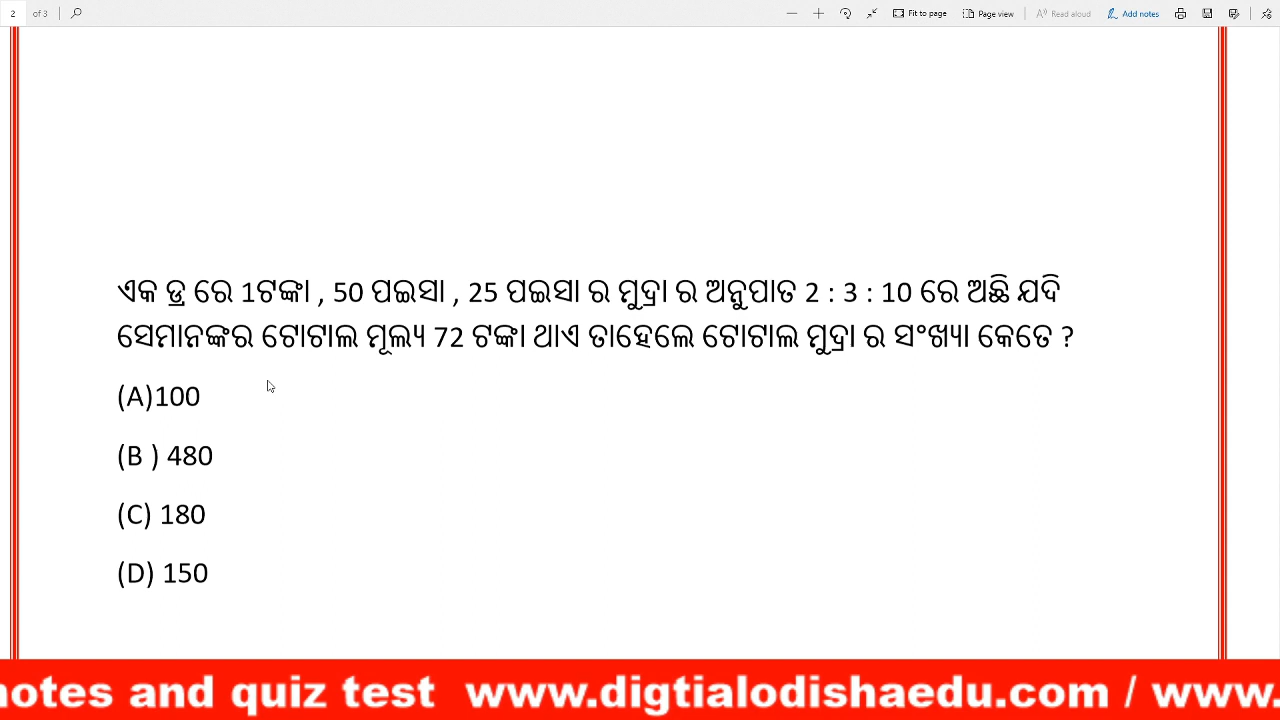 2 of 3 Fit to page Page view Read aloud Add notes
ଏକ ଡ୍ର ରେ 1ଟଙ୍କା , 50 ପଇସା , 25 ପଇସା ର ମୁଦ୍ରା ର ଅନୁପାତ 2 : 3 : 10 ରେ ଅଛି ଯଦି
ସେମାନଙ୍କର ଟୋଟାଲ ମୂଲ୍ୟ 72 ଟଙ୍କା ଥାଏ ତାହେଲେ ଟୋଟାଲ ମୁଦ୍ରା ର ସଂଖ୍ୟା କେତେ ?
(A)100
(B ) 480
(C) 180
(D) 150
notes and quiz test www.digtialodishaedu.com / www.